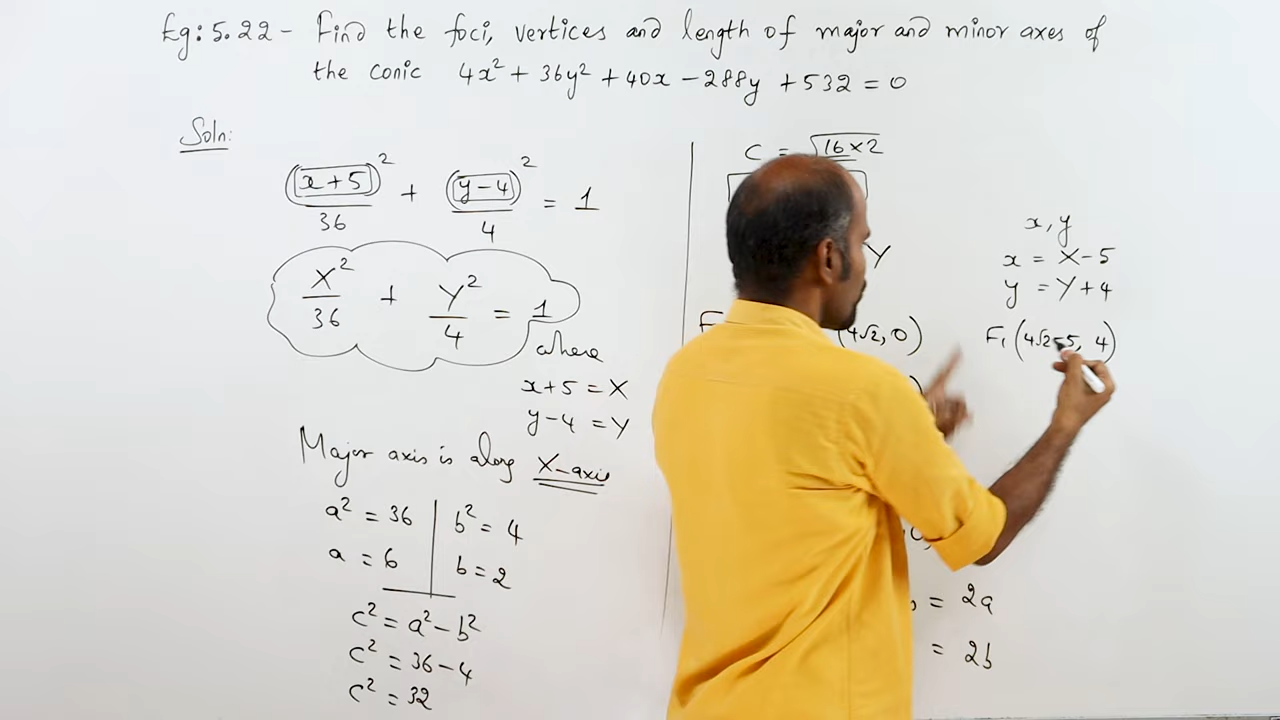 Eg: 5.22 - Find the foci, vertices and length of major and minor axes of
the conic 4x² + 36y² + 40x - 288y + 532 = 0
Soln:
(x+5)²/36 + (y-4)²/4 = 1
X²/36 + Y²/4 = 1
where
x+5 = X
y-4 = Y
Major axis is along X-axis
a² = 36 | b² = 4
a = 6 | b = 2
c² = a² - b²
c² = 36 - 4
c² = 32
c = √16×2
Y
(4√2, 0)
= 2a
= 2b
x, y
x = X - 5
y = Y + 4
F₁ (4√2-5, 4)